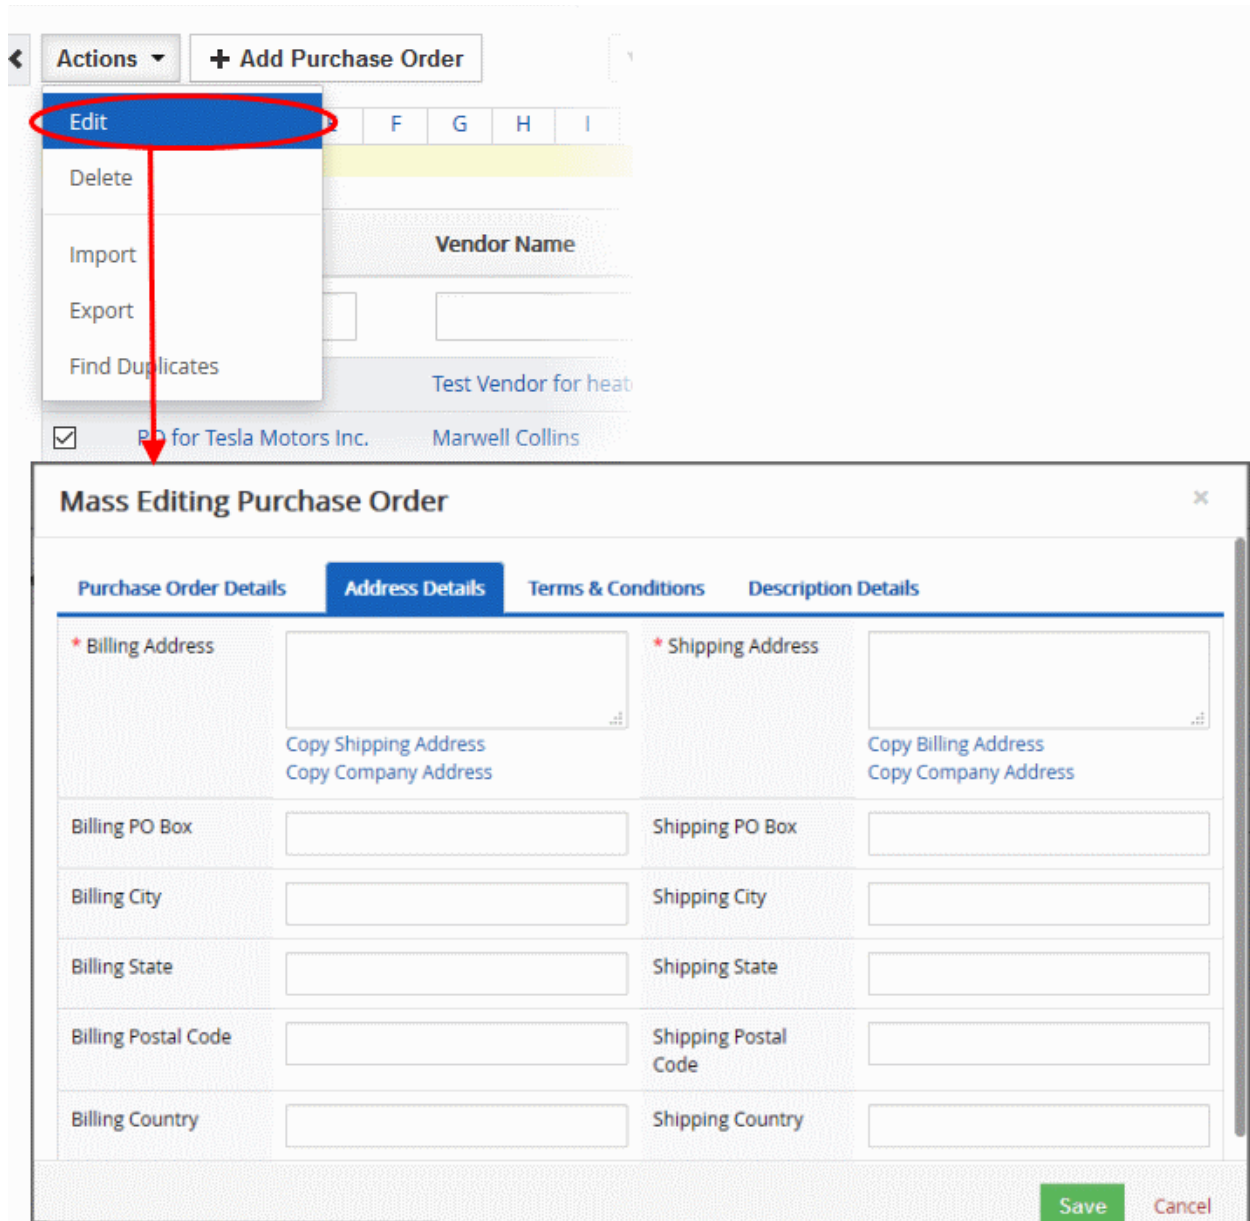 Actions + Add Purchase Order
Edit
F G H I
Delete
Import
Vendor Name
Export
Find Duplicates
Test Vendor for heat
for Tesla Motors Inc. Marwell Collins
Mass Editing Purchase Order ×
Purchase Order Details Address Details Terms & Conditions Description Details
* Billing Address * Shipping Address
Copy Shipping Address Copy Billing Address
Copy Company Address Copy Company Address
Billing PO Box Shipping PO Box
Billing City Shipping City
Billing State Shipping State
Billing Postal Code Shipping Postal
Code
Billing Country Shipping Country
Save Cancel